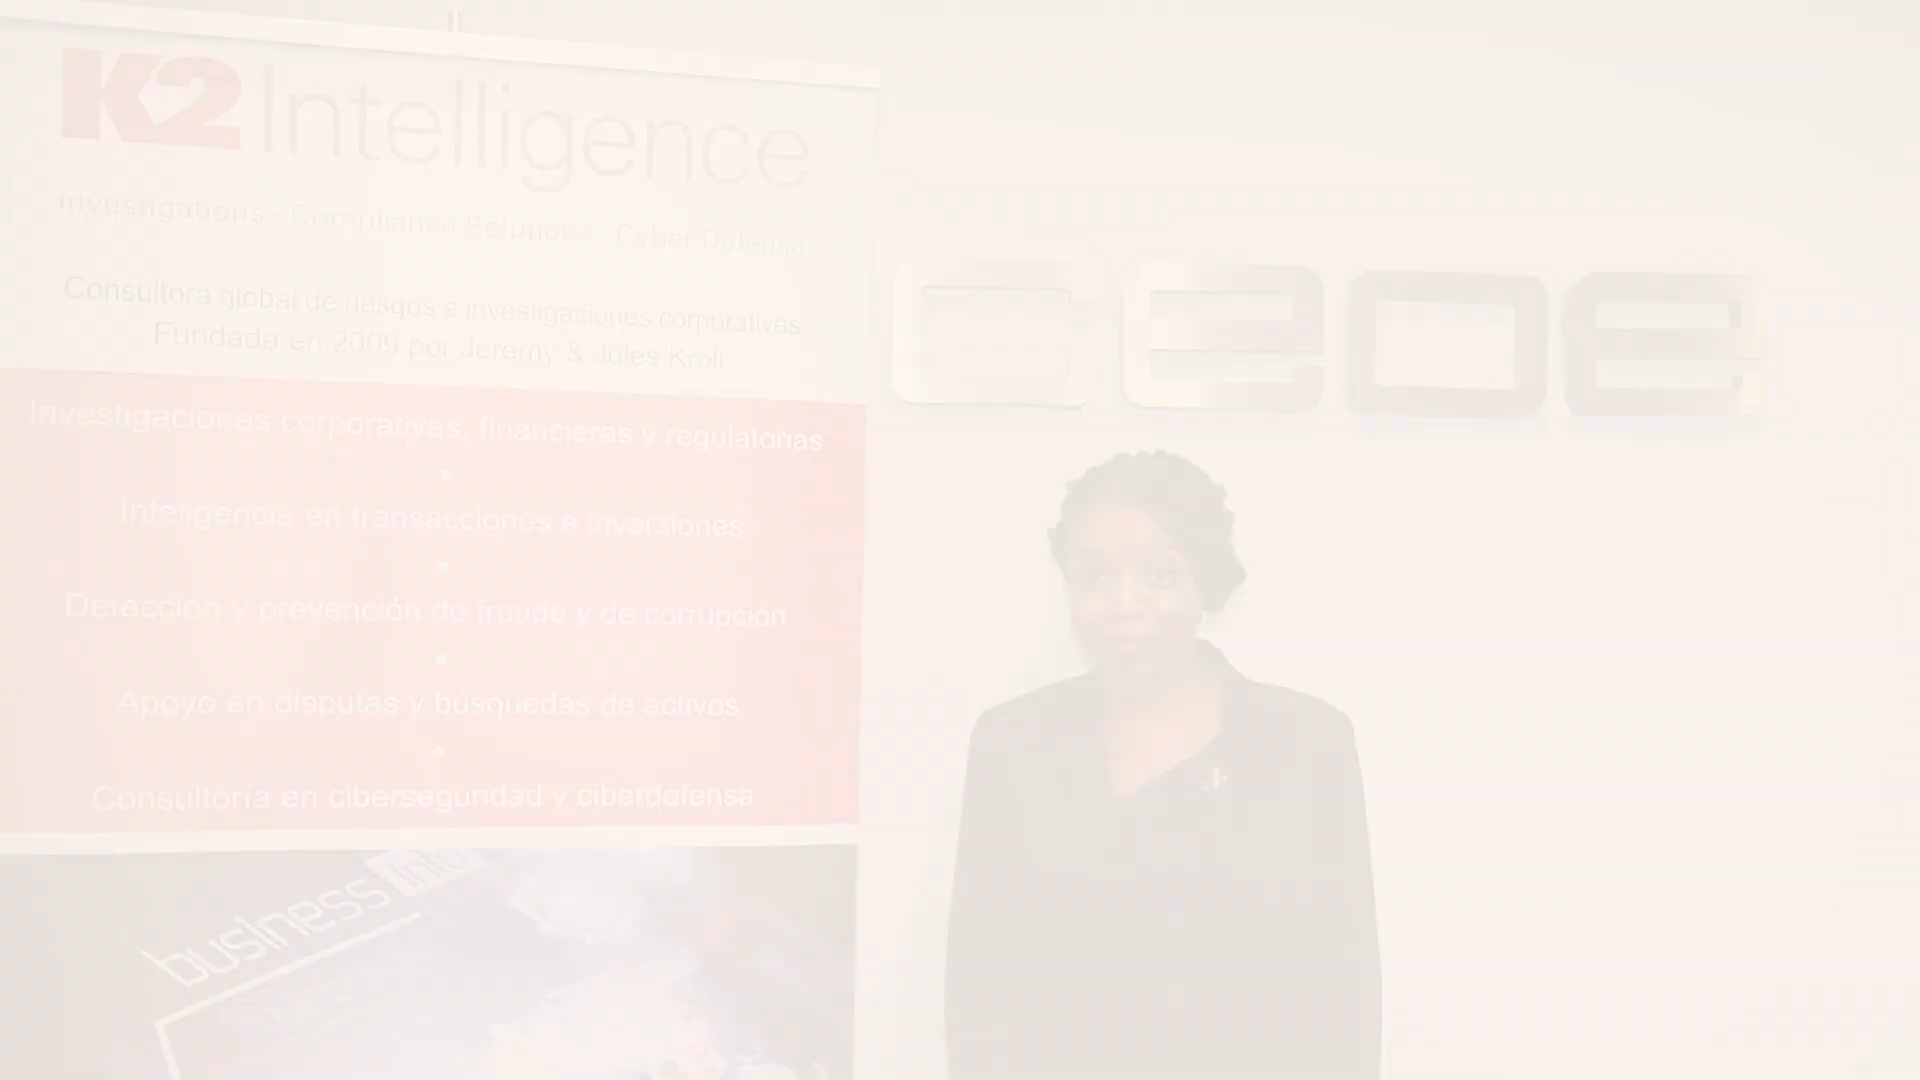 K2 Intelligence
Investigations · Compliance Solutions · Cyber Defense
Consultora global de riesgos e investigaciones corporativas
Fundada en 2009 por Jeremy & Jules Kroll
Investigaciones corporativas, financieras y regulatorias
Inteligencia en transacciones e inversiones
Detección y prevención de fraude y de corrupción
Apoyo en disputas y búsquedas de activos
Consultoría en ciberseguridad y ciberdefensa
business